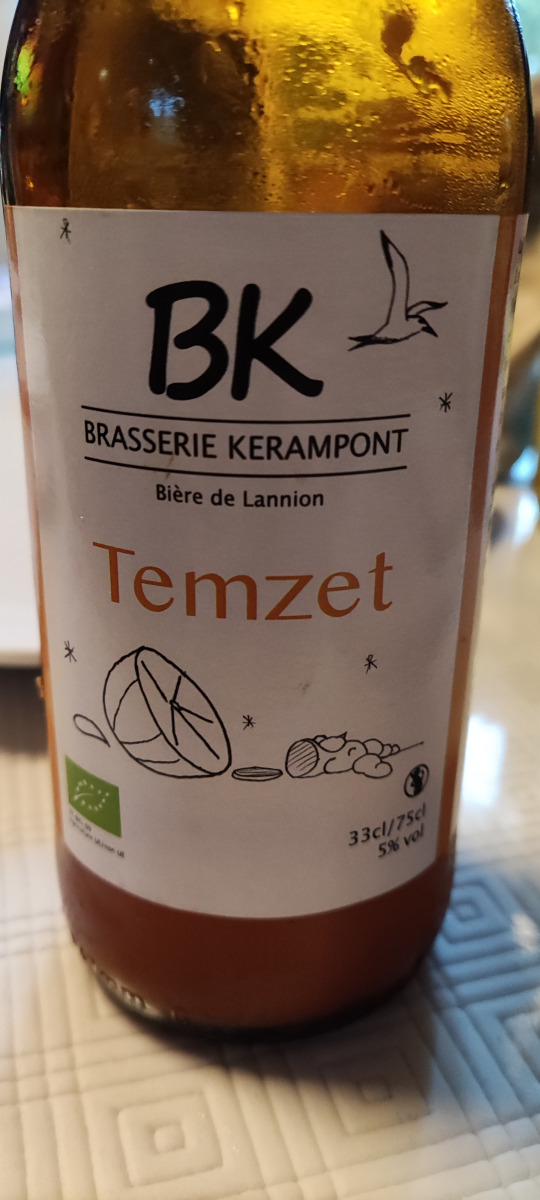 BK
BRASSERIE KERAMPONT
Bière de Lannion
Temzet
33cl/75cl
5% vol